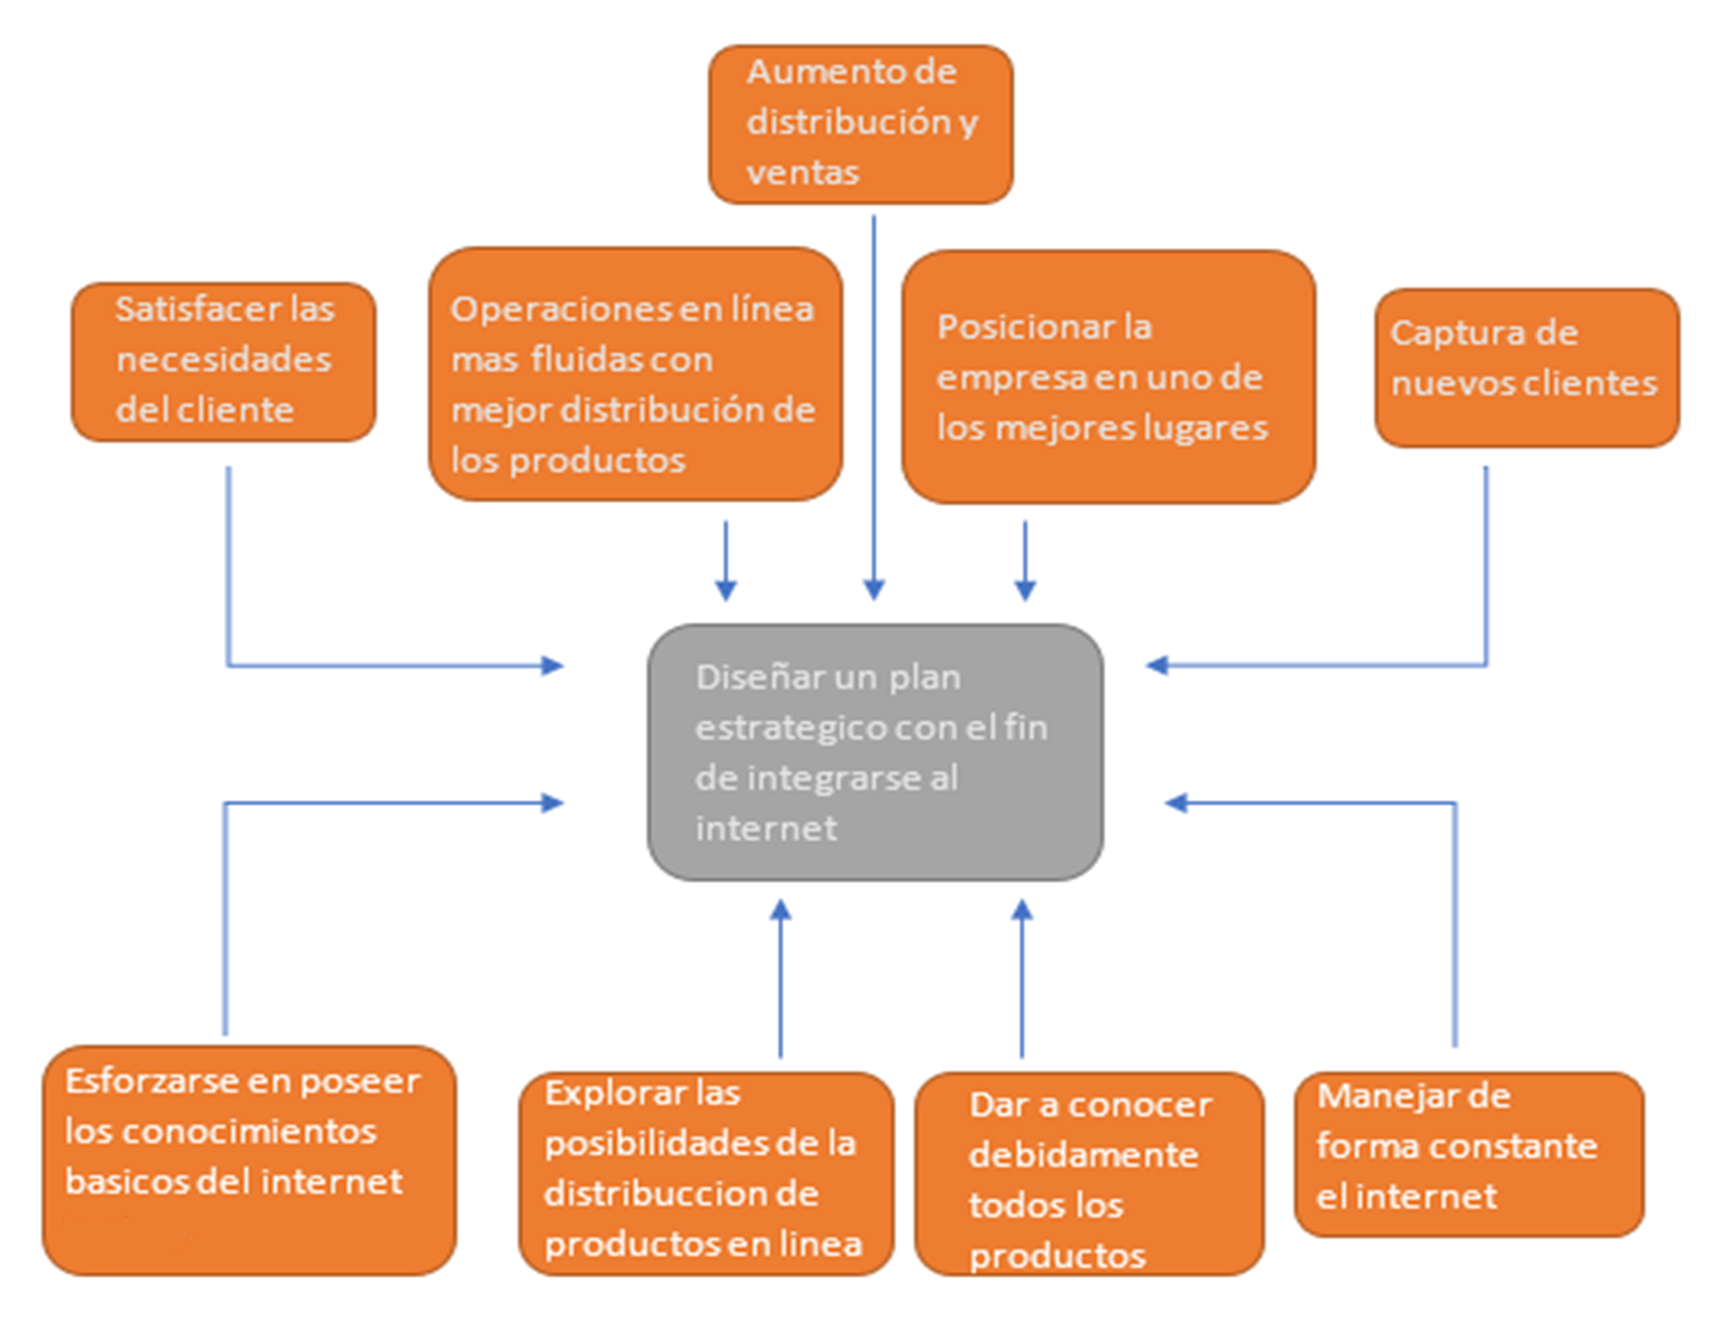 Aumento de
distribución y
ventas
Satisfacer las
necesidades
del cliente
Operaciones en línea
mas fluidas con
mejor distribución de
los productos
Posicionar la
empresa en uno de
los mejores lugares
Captura de
nuevos clientes
Diseñar un plan
estrategico con el fin
de integrarse al
internet
Esforzarse en poseer
los conocimientos
basicos del internet
Explorar las
posibilidades de la
distribuccion de
productos en linea
Dar a conocer
debidamente
todos los
productos
Manejar de
forma constante
el internet